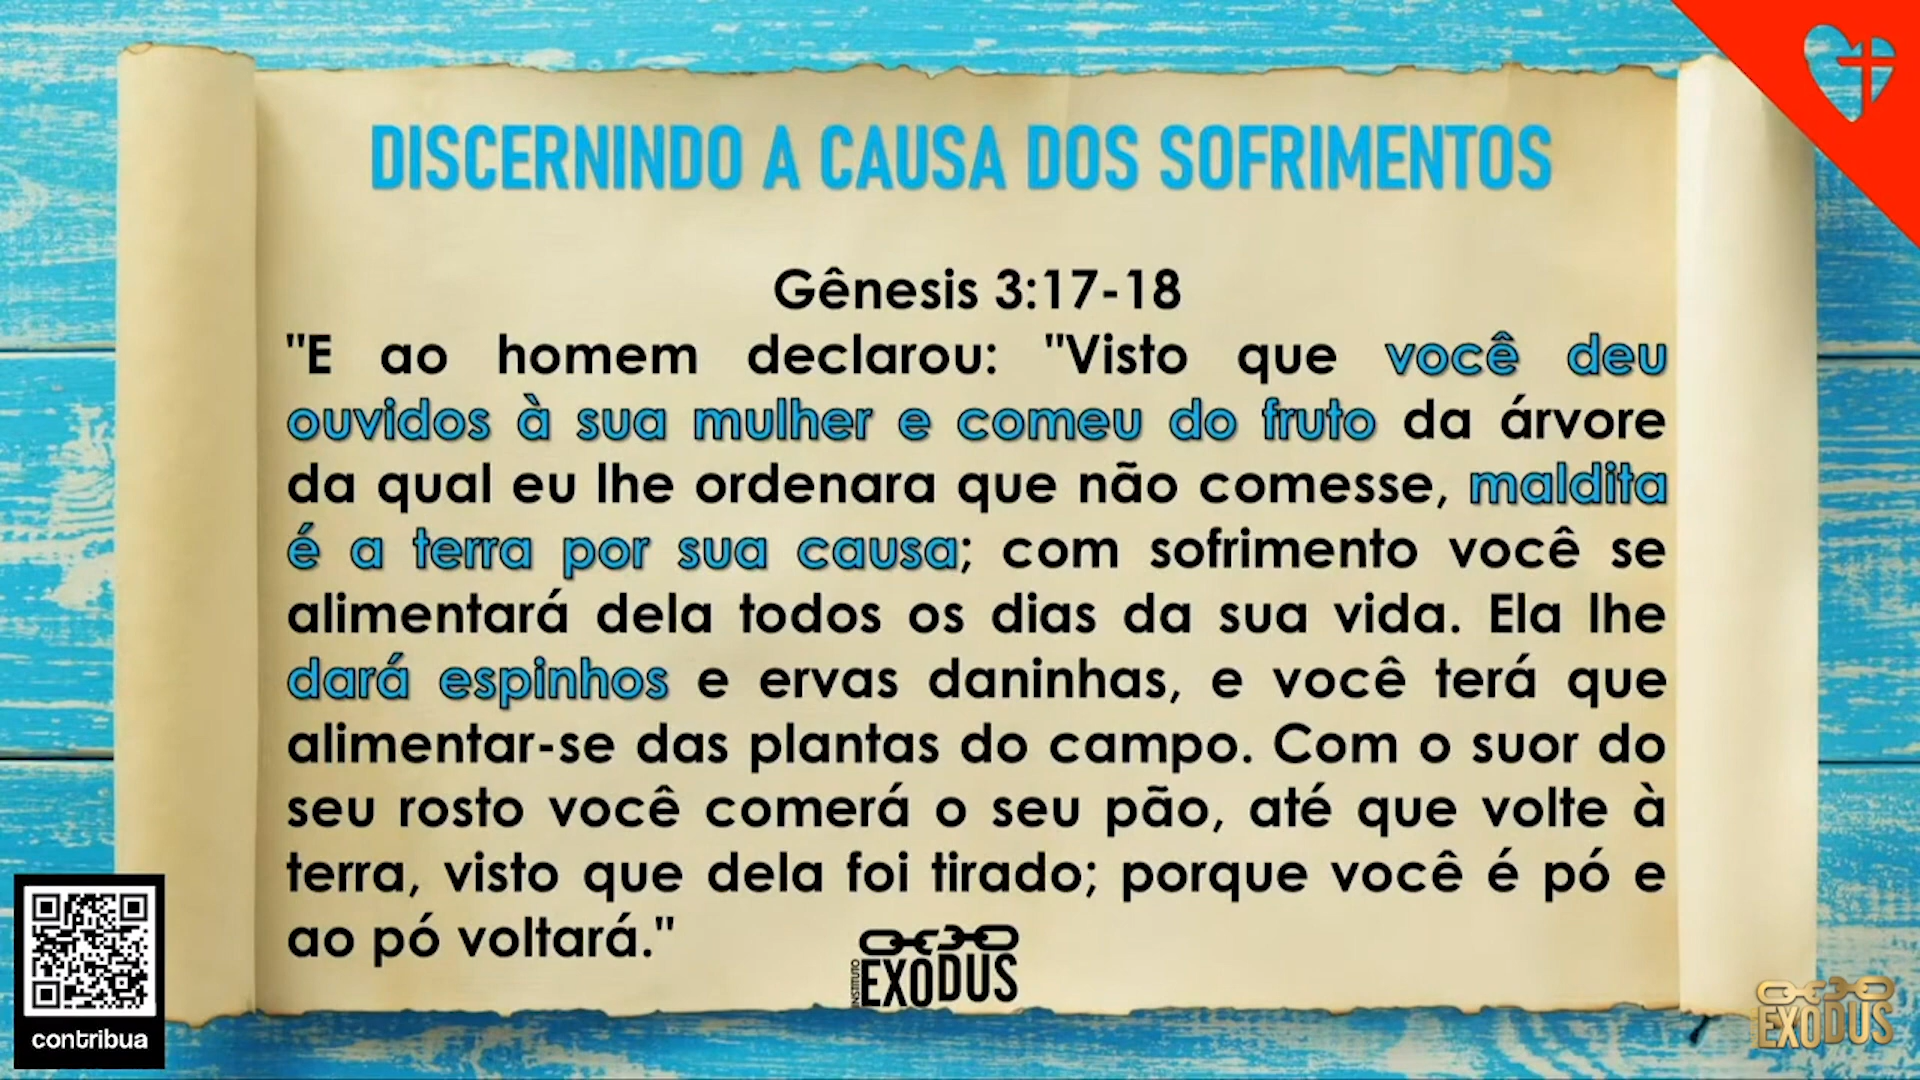 DISCERNINDO A CAUSA DOS SOFRIMENTOS
Gênesis 3:17-18
"E ao homem declarou: "Visto que você deu
ouvidos à sua mulher e comeu do fruto da árvore
da qual eu lhe ordenara que não comesse, maldita
é a terra por sua causa; com sofrimento você se
alimentará dela todos os dias da sua vida. Ela lhe
dará espinhos e ervas daninhas, e você terá que
alimentar-se das plantas do campo. Com o suor do
seu rosto você comerá o seu pão, até que volte à
terra, visto que dela foi tirado; porque você é pó e
ao pó voltará."
INSTITUTO
EXODUS
contribua
EXODUS